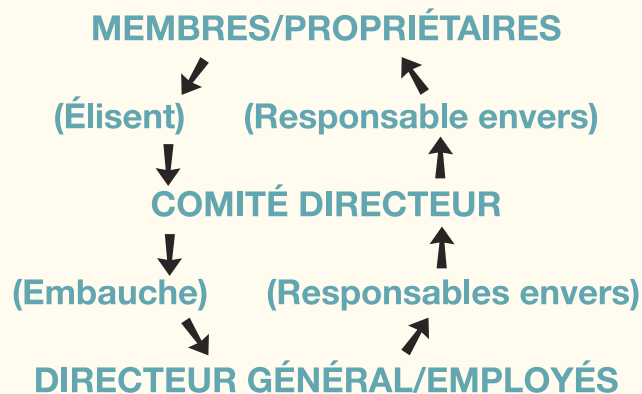 MEMBRES/PROPRIÉTAIRES
(Élisent) (Responsable envers)
COMITÉ DIRECTEUR
(Embauche) (Responsables envers)
DIRECTEUR GÉNÉRAL/EMPLOYÉS